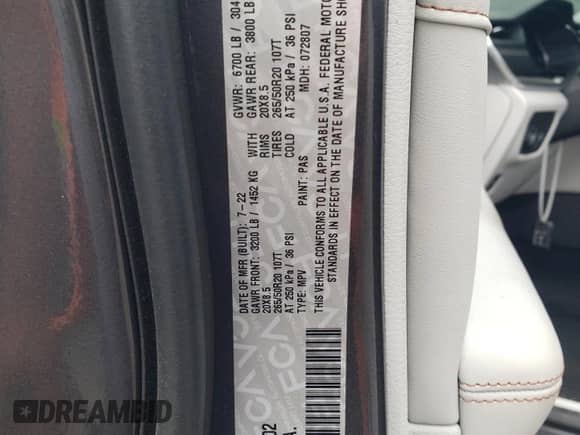 DATE OF MFR (BUILT): 7-22 GVWR: 6700 LB / 304
GAWR FRONT: 3200 LB / 1452 KG WITH GAWR REAR: 3800 LB
20X8.5 RIMS 20X8.5
265/50R20 107T TIRES 265/50R20 107T
AT 250 kPa / 36 PSI COLD AT 250 kPa / 36 PSI
TYPE: MPV PAINT: PAS MDH: 072807
THIS VEHICLE CONFORMS TO ALL APPLICABLE U.S.A. FEDERAL MOTOR
STANDARDS IN EFFECT ON THE DATE OF MANUFACTURE SH
02
A.
DREAMBID